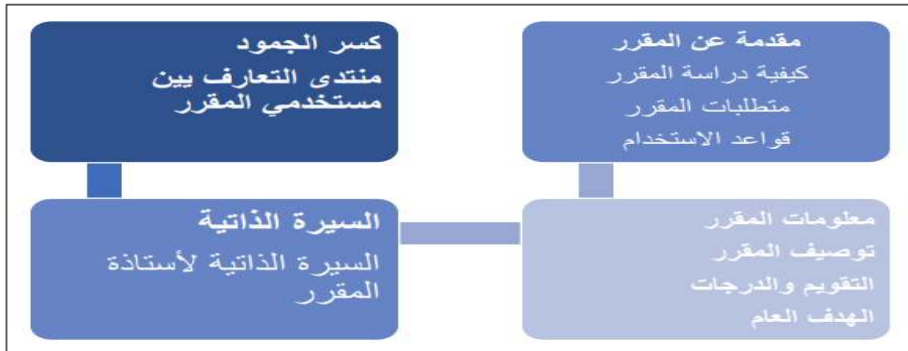 مقدمة عن المقرر
كيفية دراسة المقرر
متطلبات المقرر
قواعد الاستخدام
معلومات المقرر
توصيف المقرر
التقويم والدرجات
الهدف العام
السيرة الذاتية
السيرة الذاتية لأستاذة
المقرر
كسر الجمود
منتدى التعارف بين
مستخدمي المقرر